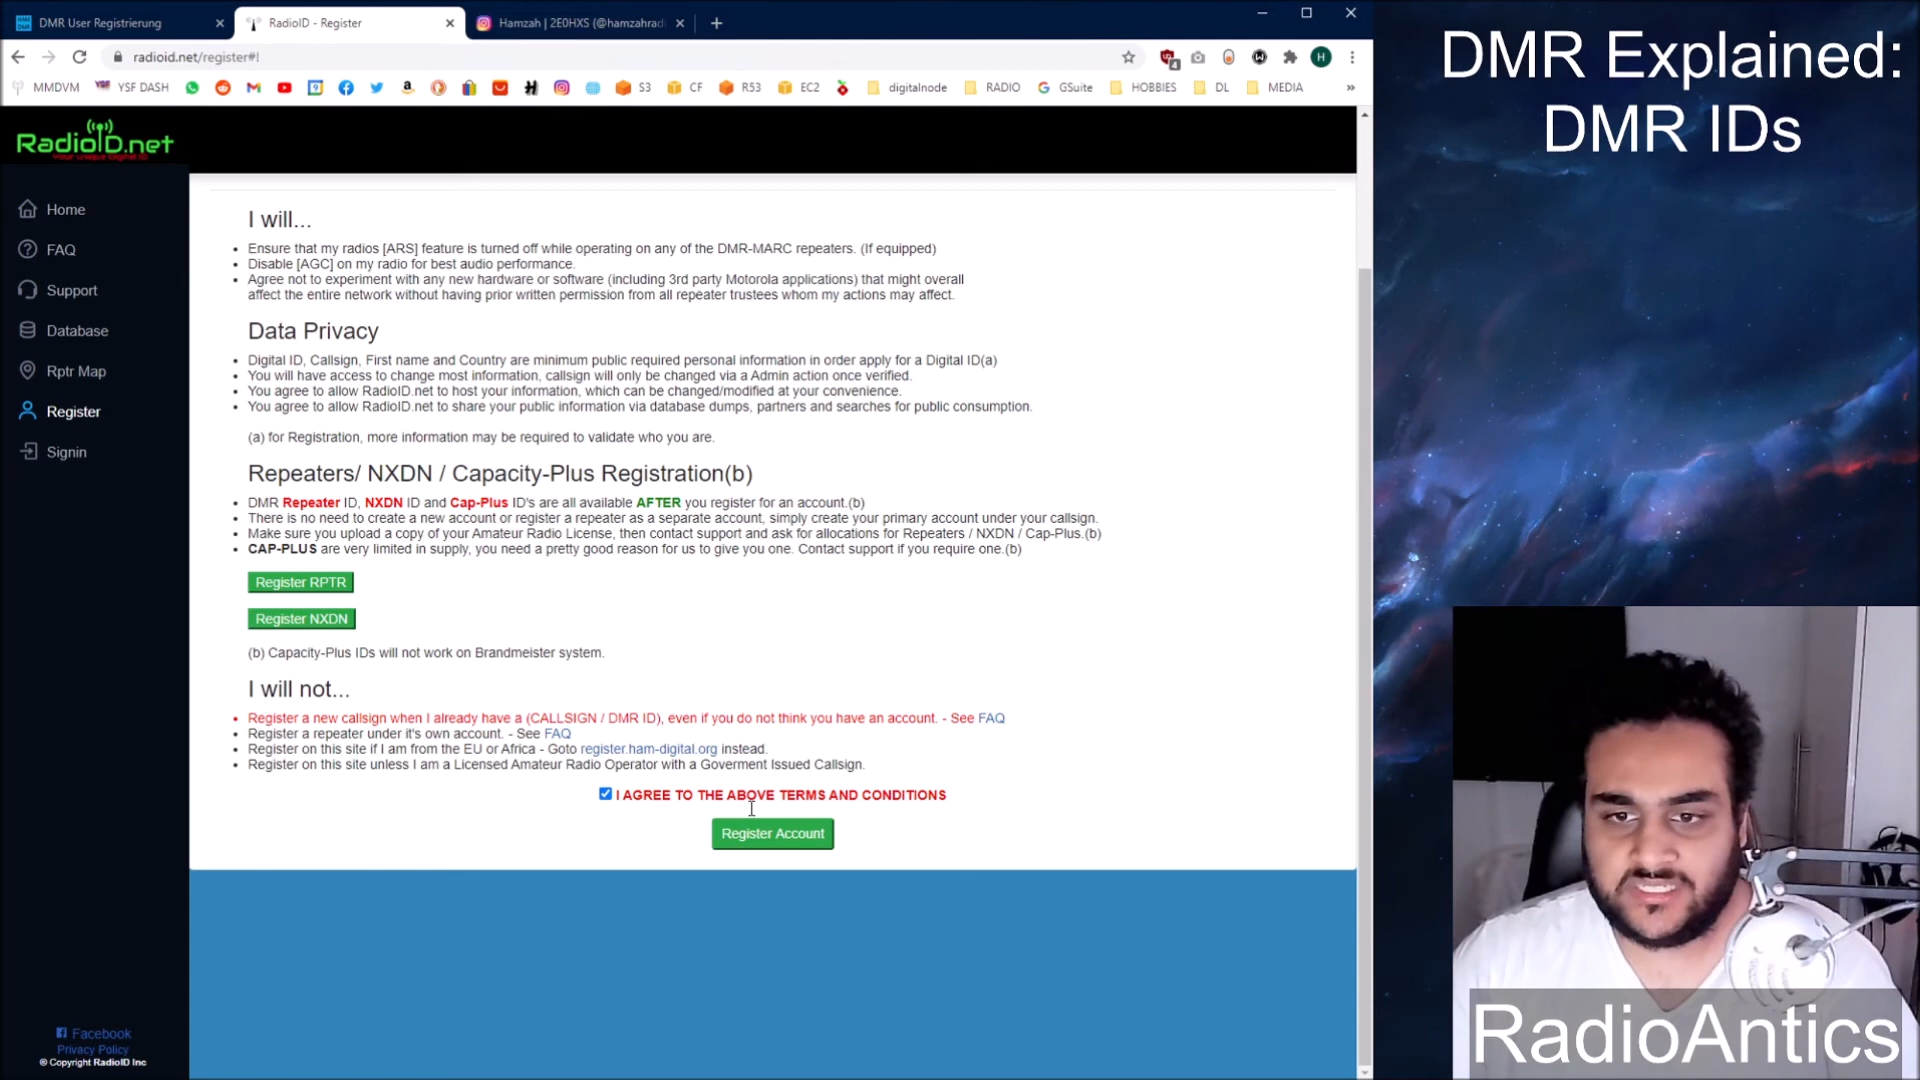 DMR User Registrierung
RadioID - Register
Hamzah | 2E0HXS (@hamzahradi
radioid.net/register#!
MMDVM
YSF DASH
S3
CF
R53
EC2
digitalnode
RADIO
GSuite
HOBBIES
DL
MEDIA
»
RadioID.net
Your Unique Digital ID
Home
FAQ
Support
Database
Rptr Map
Register
Signin
Facebook
Privacy Policy
© Copyright RadioID Inc
I will...
Ensure that my radios [ARS] feature is turned off while operating on any of the DMR-MARC repeaters. (If equipped)
Disable [AGC] on my radio for best audio performance.
Agree not to experiment with any new hardware or software (including 3rd party Motorola applications) that might overall
affect the entire network without having prior written permission from all repeater trustees whom my actions may affect.
Data Privacy
Digital ID, Callsign, First name and Country are minimum public required personal information in order apply for a Digital ID(a)
You will have access to change most information, callsign will only be changed via a Admin action once verified.
You agree to allow RadioID.net to host your information, which can be changed/modified at your convenience.
You agree to allow RadioID.net to share your public information via database dumps, partners and searches for public consumption.
(a) for Registration, more information may be required to validate who you are.
Repeaters/ NXDN / Capacity-Plus Registration(b)
DMR Repeater ID, NXDN ID and Cap-Plus ID's are all available AFTER you register for an account.(b)
There is no need to create a new account or register a repeater as a separate account, simply create your primary account under your callsign.
Make sure you upload a copy of your Amateur Radio License, then contact support and ask for allocations for Repeaters / NXDN / Cap-Plus.(b)
CAP-PLUS are very limited in supply, you need a pretty good reason for us to give you one. Contact support if you require one.(b)
Register RPTR
Register NXDN
(b) Capacity-Plus IDs will not work on Brandmeister system.
I will not...
Register a new callsign when I already have a (CALLSIGN / DMR ID), even if you do not think you have an account. - See FAQ
Register a repeater under it's own account. - See FAQ
Register on this site if I am from the EU or Africa - Goto register.ham-digital.org instead.
Register on this site unless I am a Licensed Amateur Radio Operator with a Goverment Issued Callsign.
I AGREE TO THE ABOVE TERMS AND CONDITIONS
Register Account
DMR Explained:
DMR IDs
RadioAntics